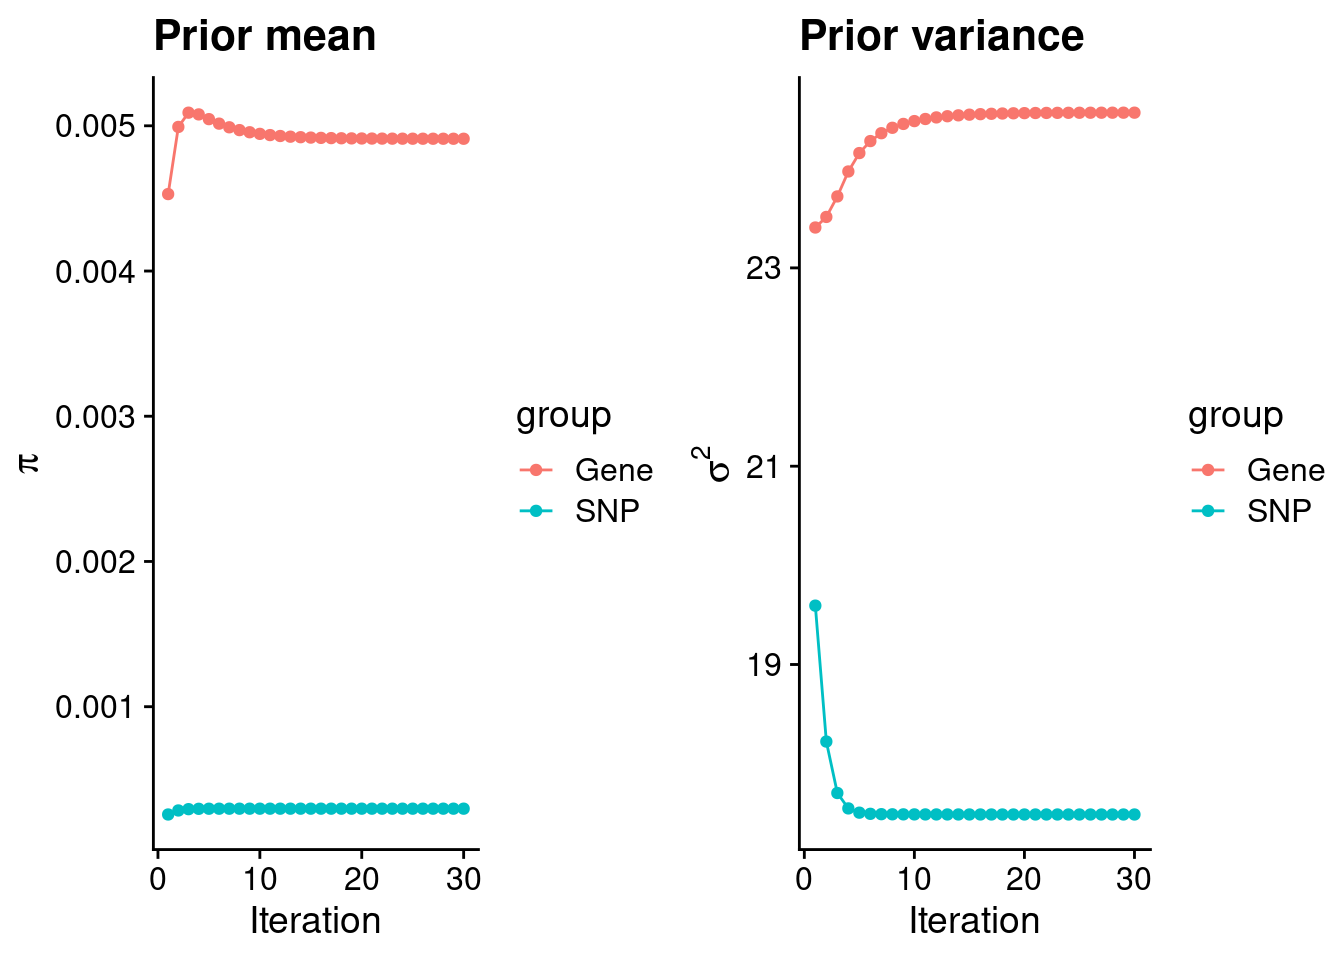 Prior mean
0.005
0.004
0.003
0.002
0.001
π
0 10 20 30
Iteration
group
Gene
SNP
Prior variance
23
21
19
σ²
0 10 20 30
Iteration
group
Gene
SNP